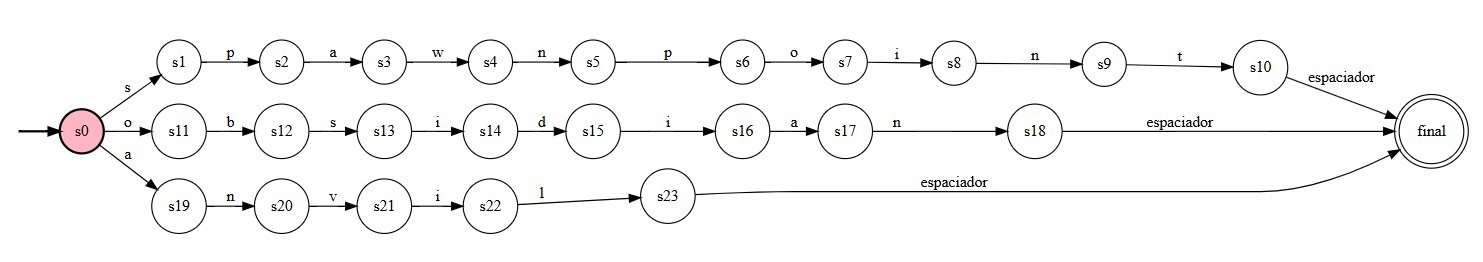 s1 p s2 a s3 w s4 n s5 p s6 o s7 i s8 n s9 t s10 espaciador
s
s0 o s11 b s12 s s13 i s14 d s15 i s16 a s17 n s18 espaciador final
a
s19 n s20 v s21 i s22 l s23 espaciador